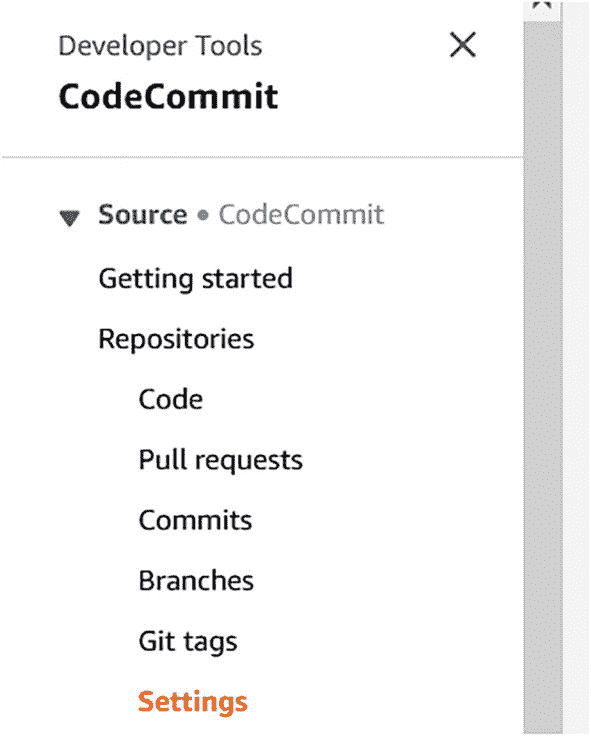 Developer Tools
CodeCommit
Source • CodeCommit
Getting started
Repositories
Code
Pull requests
Commits
Branches
Git tags
Settings